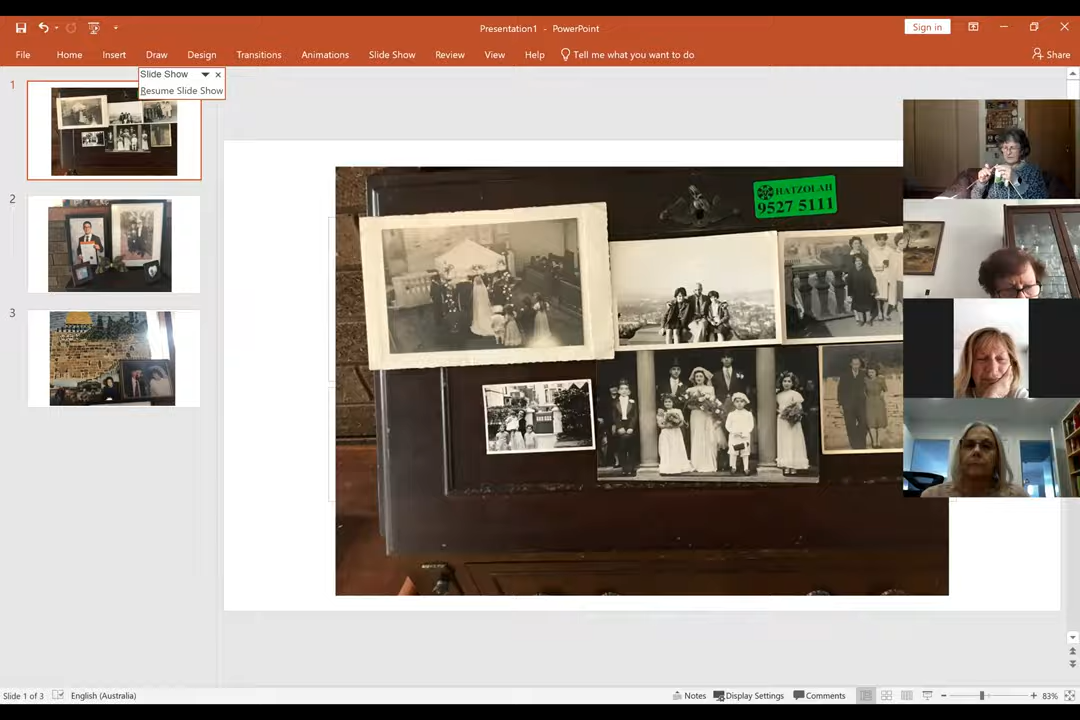 Presentation1 - PowerPoint
Sign in
File Home Insert Draw Design Transitions Animations Slide Show Review View Help Tell me what you want to do Share
Slide Show
Resume Slide Show
1
2
3
HATZOLAH
9527 5111
Slide 1 of 3 English (Australia) Notes Display Settings Comments 83%